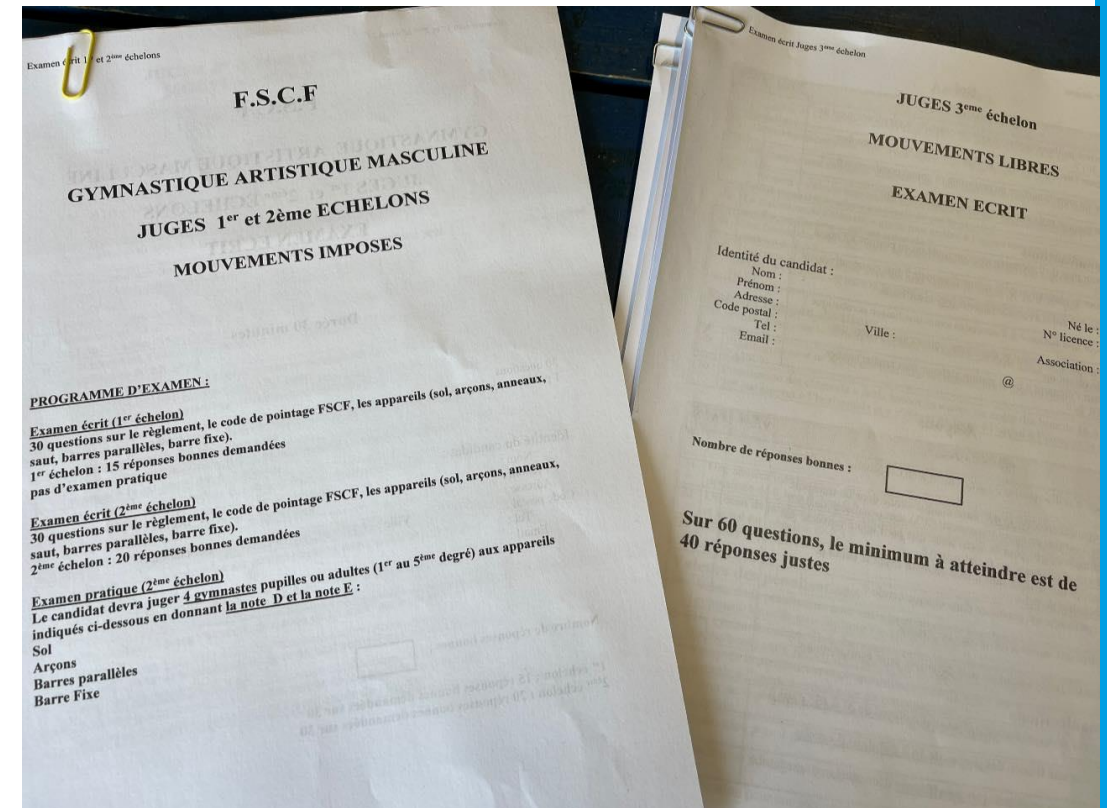 Examen écrit 1er et 2ème échelons
F.S.C.F
GYMNASTIQUE ARTISTIQUE MASCULINE
JUGES 1er et 2ème ECHELONS
MOUVEMENTS IMPOSES
PROGRAMME D'EXAMEN :
Examen écrit (1er échelon)
30 questions sur le règlement, le code de pointage FSCF, les appareils (sol, arçons, anneaux,
saut, barres parallèles, barre fixe).
1er échelon : 15 réponses bonnes demandées
pas d'examen pratique
Examen écrit (2ème échelon)
30 questions sur le règlement, le code de pointage FSCF, les appareils (sol, arçons, anneaux,
saut, barres parallèles, barre fixe).
2ème échelon : 20 réponses bonnes demandées
Examen pratique (2ème échelon)
Le candidat devra juger 4 gymnastes pupilles ou adultes (1er au 5ème degré) aux appareils
indiqués ci-dessous en donnant la note D et la note E :
Sol
Arçons
Barres parallèles
Barre Fixe
Examen écrit Juges 3ème échelon
JUGES 3eme échelon
MOUVEMENTS LIBRES
EXAMEN ECRIT
Identité du candidat :
Nom :
Prénom :
Adresse :
Code postal :
Ville :
Né le :
Tel :
N° licence :
Email :
@
Association :
Nombre de réponses bonnes :
Sur 60 questions, le minimum à atteindre est de
40 réponses justes